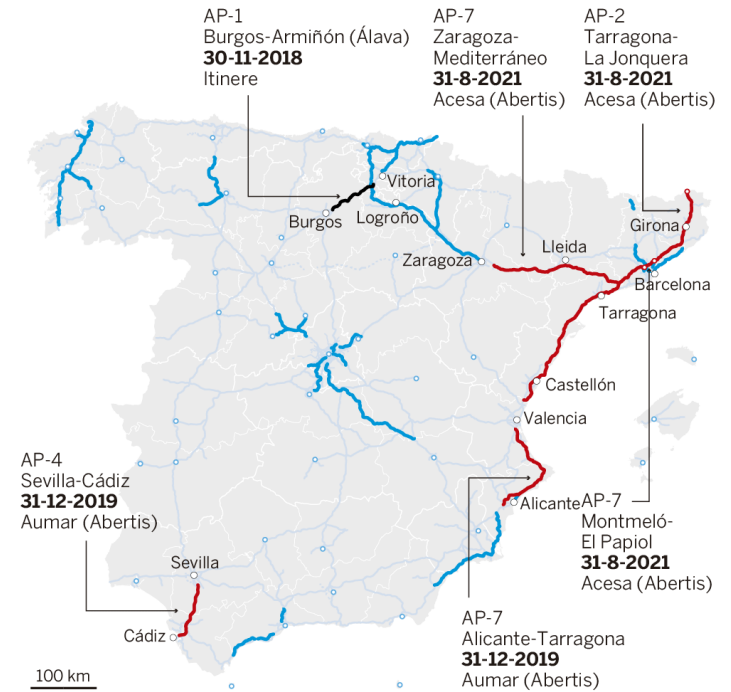 AP-1
Burgos-Armiñón (Álava)
30-11-2018
Itinere
AP-7
Zaragoza-
Mediterráneo
31-8-2021
Acesa (Abertis)
AP-2
Tarragona-
La Jonquera
31-8-2021
Acesa (Abertis)
Vitoria
Burgos
Logroño
Girona
Lleida
Zaragoza
Barcelona
Tarragona
Castellón
Valencia
AP-4
Sevilla-Cádiz
31-12-2019
Aumar (Abertis)
Alicante
AP-7
Montmeló-
El Papiol
31-8-2021
Acesa (Abertis)
Sevilla
Cádiz
AP-7
Alicante-Tarragona
31-12-2019
Aumar (Abertis)
100 km